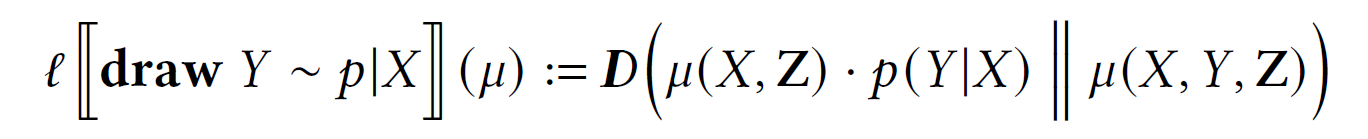 ℓ⟦draw Y ∼ p|X⟧(μ) := D(μ(X, Z) · p(Y|X) ‖ μ(X, Y, Z))